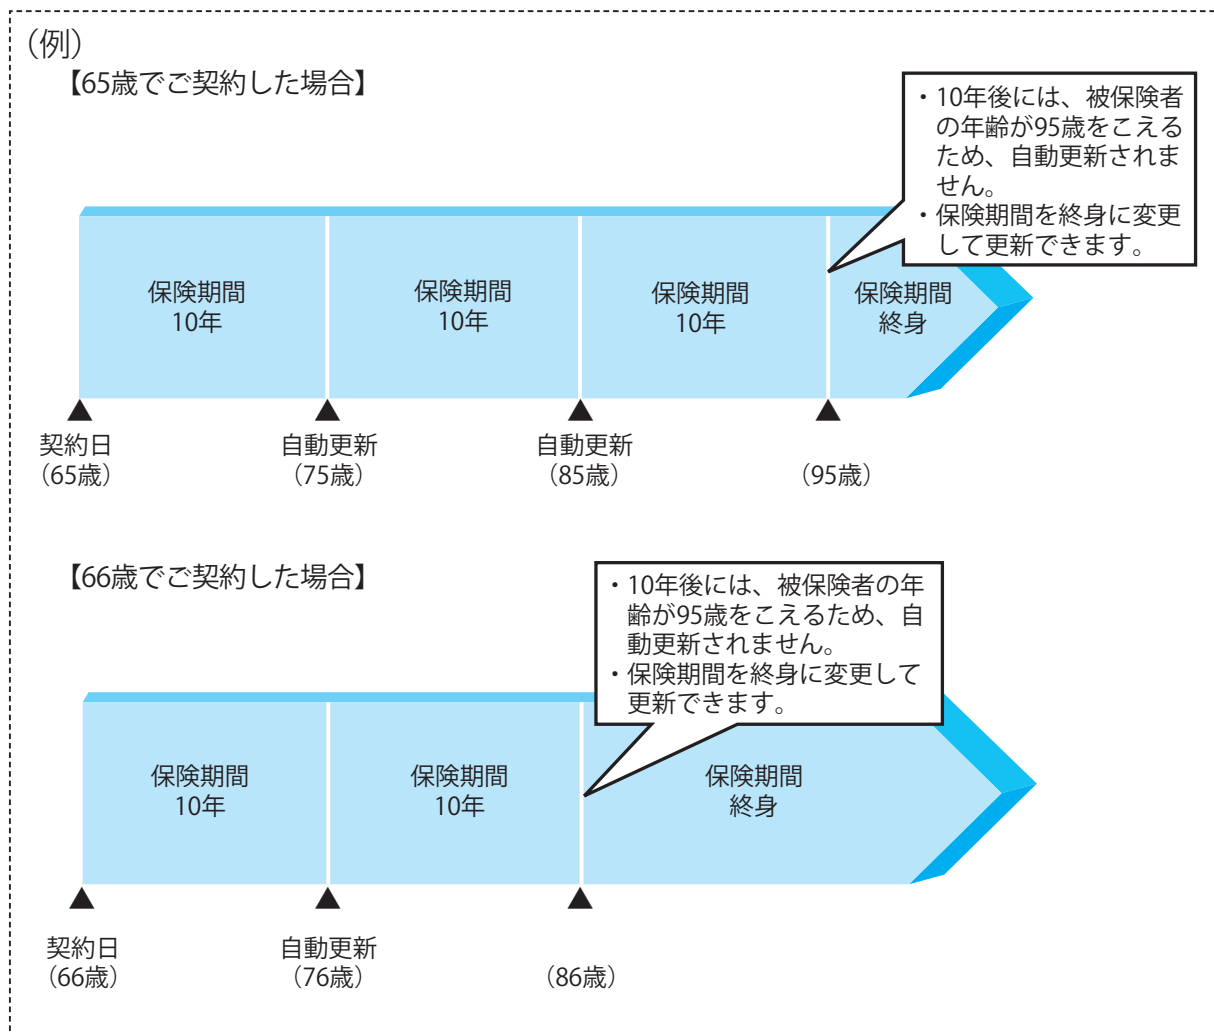 （例）
【65歳でご契約した場合】
・10年後には、被保険者
の年齢が95歳をこえる
ため、自動更新されま
せん。
・保険期間を終身に変更
して更新できます。
保険期間
10年
保険期間
10年
保険期間
10年
保険期間
終身
契約日
（65歳）
自動更新
（75歳）
自動更新
（85歳）
（95歳）
【66歳でご契約した場合】
・10年後には、被保険者の年
齢が95歳をこえるため、自
動更新されません。
・保険期間を終身に変更して
更新できます。
保険期間
10年
保険期間
10年
保険期間
終身
契約日
（66歳）
自動更新
（76歳）
（86歳）